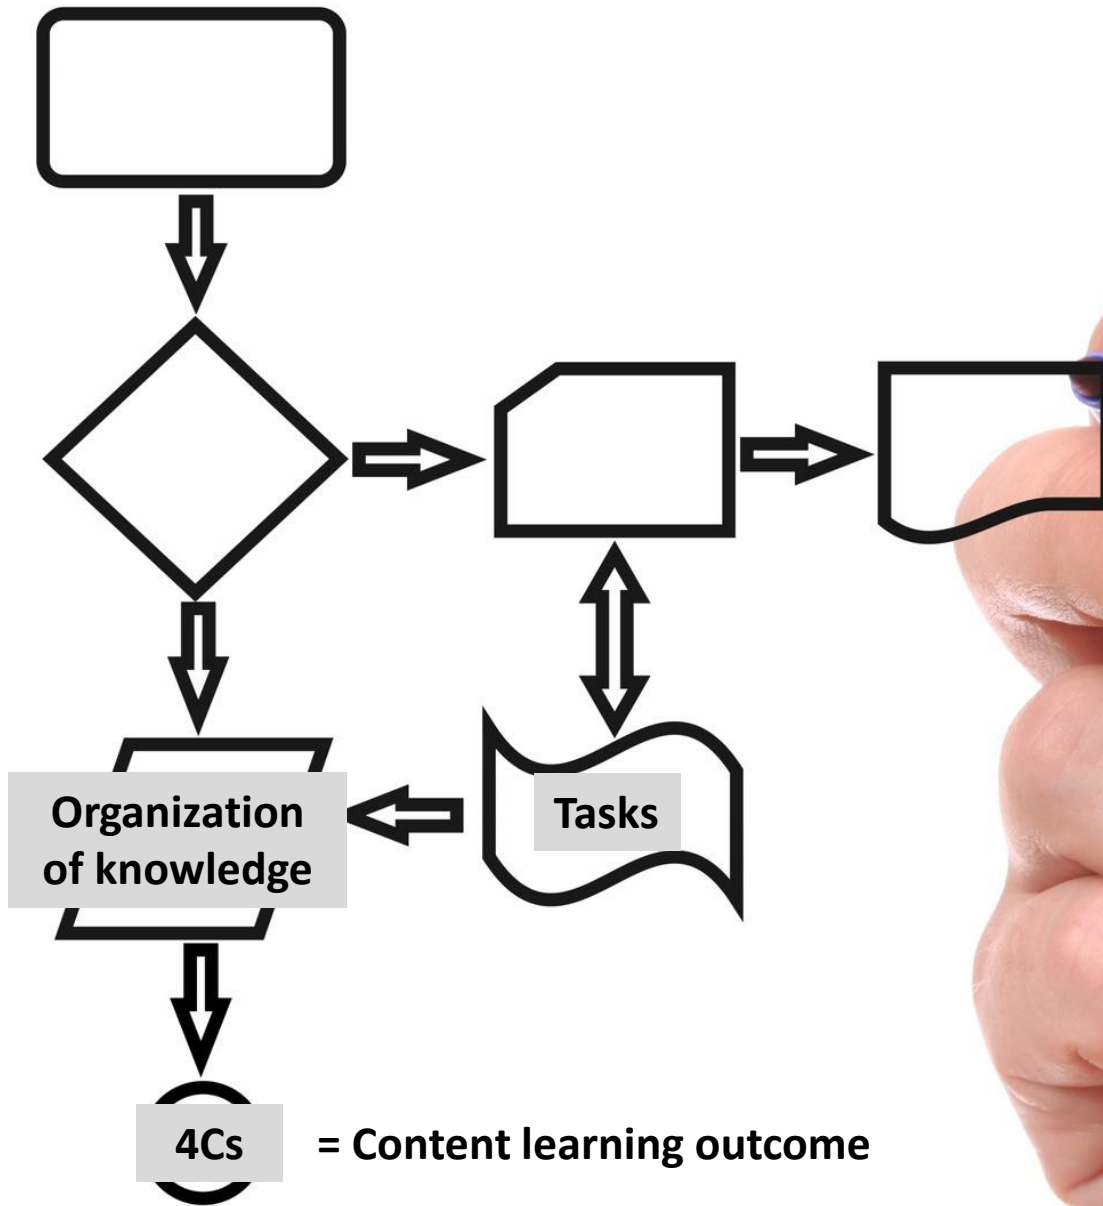 Organization
of knowledge
Tasks
4Cs
= Content learning outcome